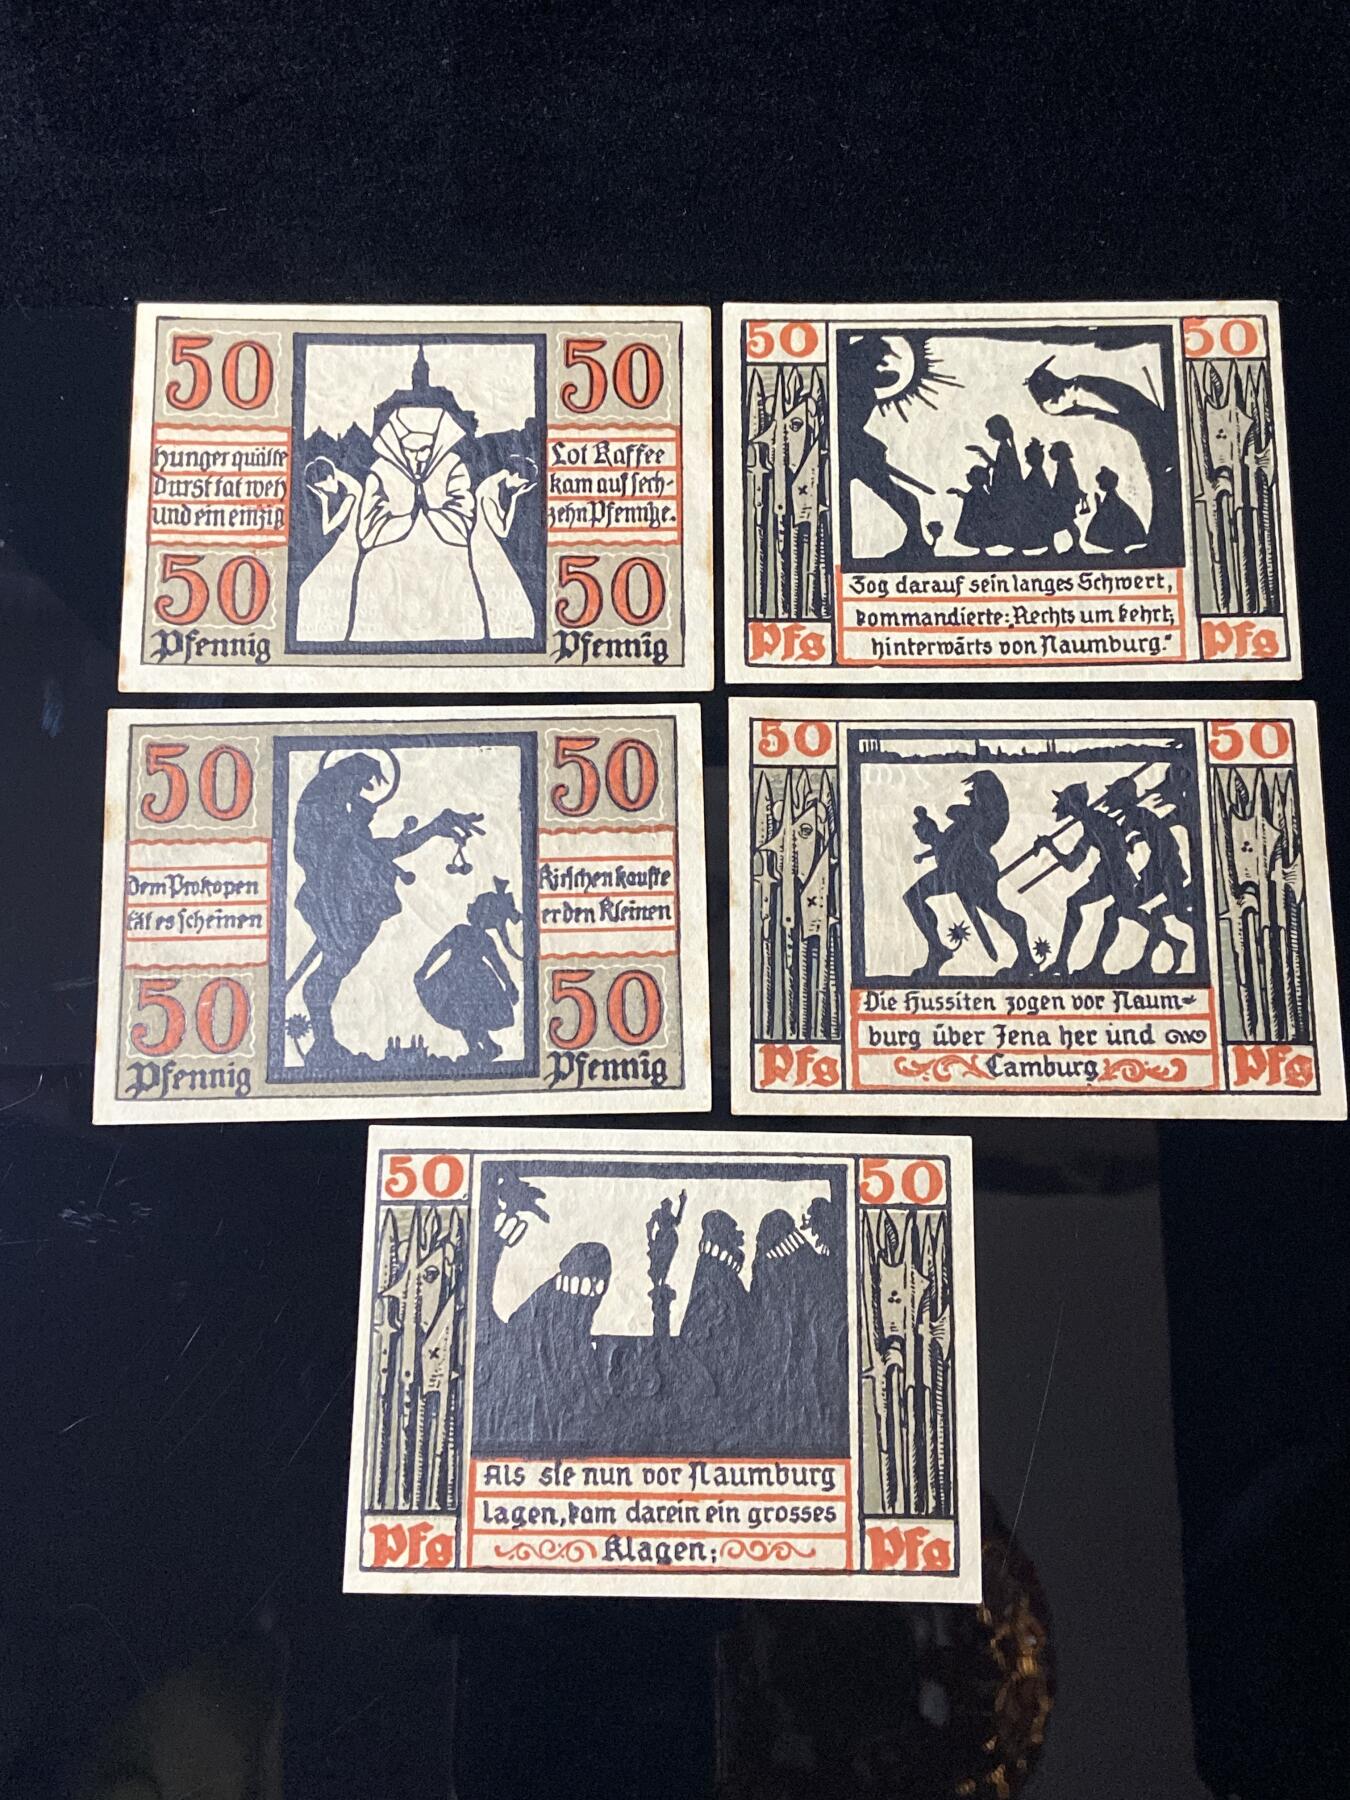 50 50
Hunger quälte
Durst tat weh
und ein einzig
Lot Kaffee
kam auf sech-
zehn Pfennige.
50 50
Pfennig Pfennig
50 50
Zog darauf sein langes Schwert,
kommandierte: „Rechts um kehrt;
hinterwärts von Naumburg."
Pfg Pfg
50 50
Dem Prokopen
tät es scheinen
Kirschen kaufte
er den Kleinen
50 50
Pfennig Pfennig
50 50
Die Hussiten zogen vor Naum=
burg über Jena her und
Camburg
Pfg Pfg
50 50
Als sie nun vor Naumburg
lagen, kam darein ein grosses
Klagen;
Pfg Pfg